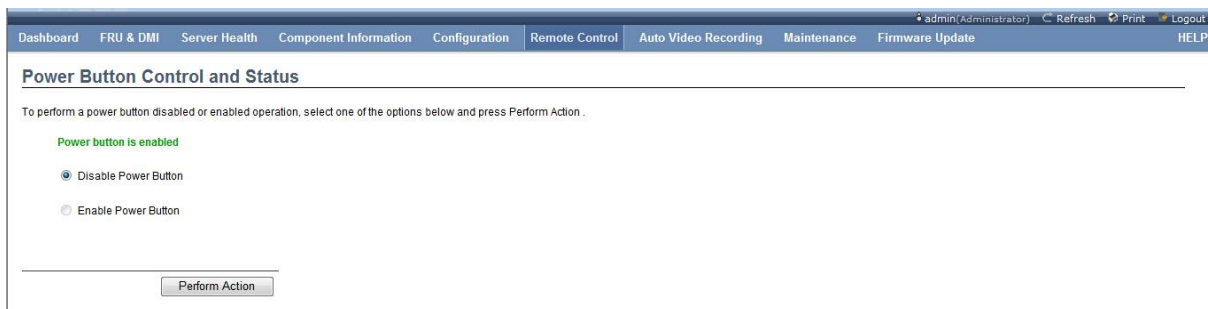 admin(Administrator) Refresh Print Logout
Dashboard FRU & DMI Server Health Component Information Configuration Remote Control Auto Video Recording Maintenance Firmware Update HELP
Power Button Control and Status
To perform a power button disabled or enabled operation, select one of the options below and press Perform Action .
Power button is enabled
Disable Power Button
Enable Power Button
Perform Action